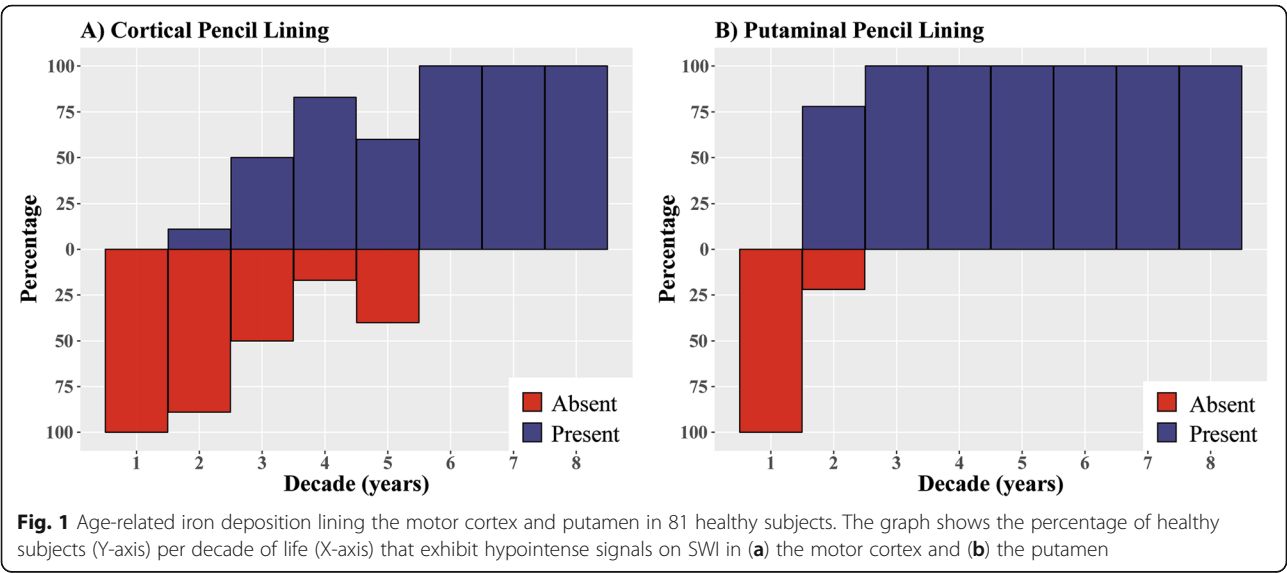 A) Cortical Pencil Lining
Percentage
100
75
50
25
0
25
50
75
100
1 2 3 4 5 6 7 8
Decade (years)
Absent
Present
B) Putaminal Pencil Lining
Percentage
100
75
50
25
0
25
50
75
100
1 2 3 4 5 6 7 8
Decade (years)
Absent
Present
Fig. 1 Age-related iron deposition lining the motor cortex and putamen in 81 healthy subjects. The graph shows the percentage of healthy
subjects (Y-axis) per decade of life (X-axis) that exhibit hypointense signals on SWI in (a) the motor cortex and (b) the putamen